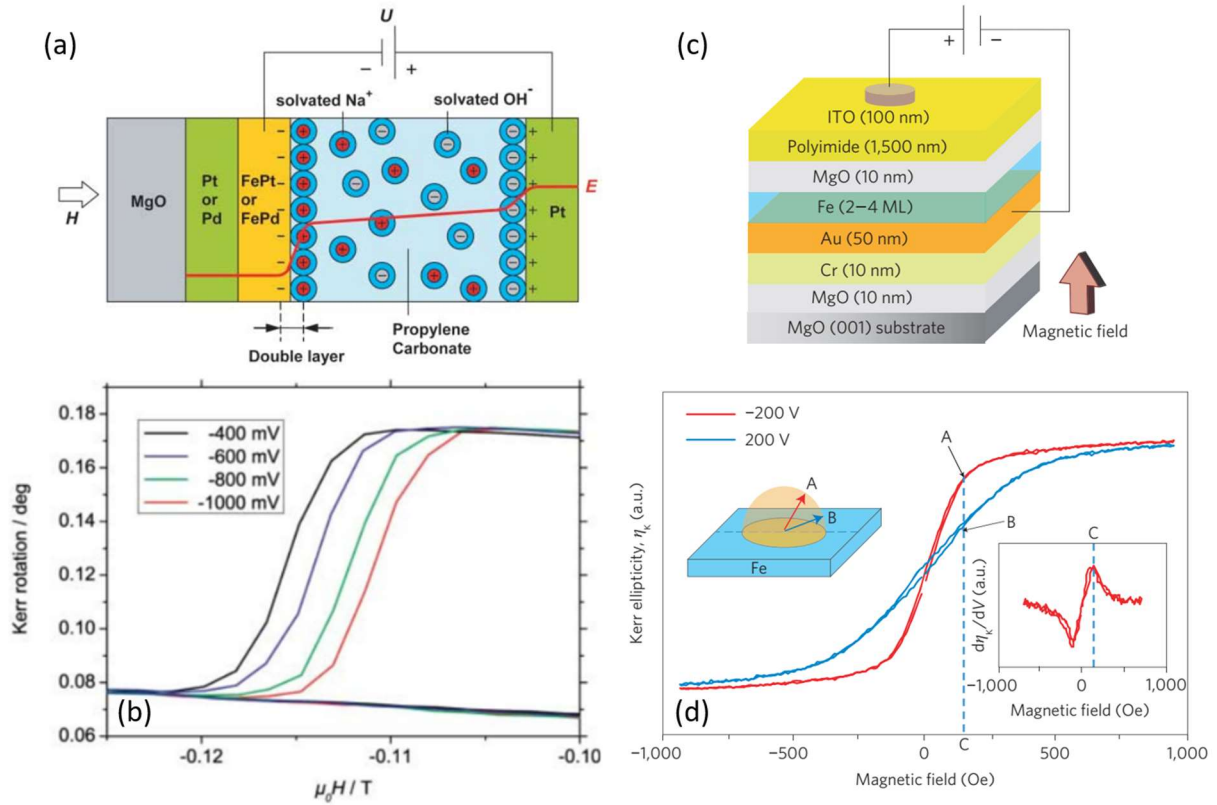 (a)
U
− +
solvated Na+
solvated OH-
H
MgO
Pt
or
Pd
FePt
or
FePd
E
Pt
Propylene
Carbonate
Double layer
(b)
Kerr rotation / deg
0.18
0.16
0.14
0.12
0.10
0.08
0.06
-400 mV
-600 mV
-800 mV
-1000 mV
-0.12
-0.11
-0.10
μ0H / T
(c)
+ −
ITO (100 nm)
Polyimide (1,500 nm)
MgO (10 nm)
Fe (2−4 ML)
Au (50 nm)
Cr (10 nm)
MgO (10 nm)
MgO (001) substrate
Magnetic field
(d)
Kerr ellipticity, ηK (a.u.)
−200 V
200 V
A
B
A
B
Fe
C
dηK/dV (a.u.)
−1,000
0
1,000
Magnetic field (Oe)
−1,000
−500
0
C
500
1,000
Magnetic field (Oe)